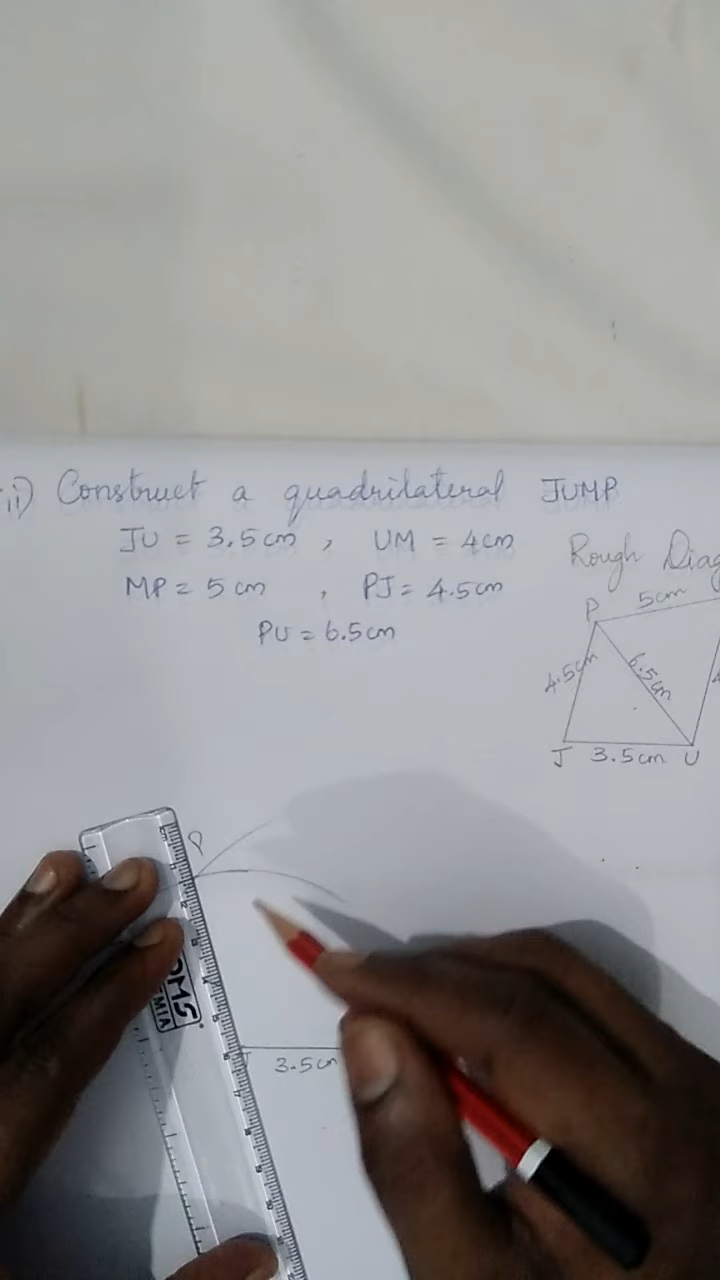 ii) Construct a quadrilateral JUMP
JU = 3.5cm , UM = 4cm
MP = 5cm , PJ = 4.5cm
PU = 6.5cm
Rough
P 5cm
4.5cm 6.5cm
J 3.5cm U
P
cm
3.5cm